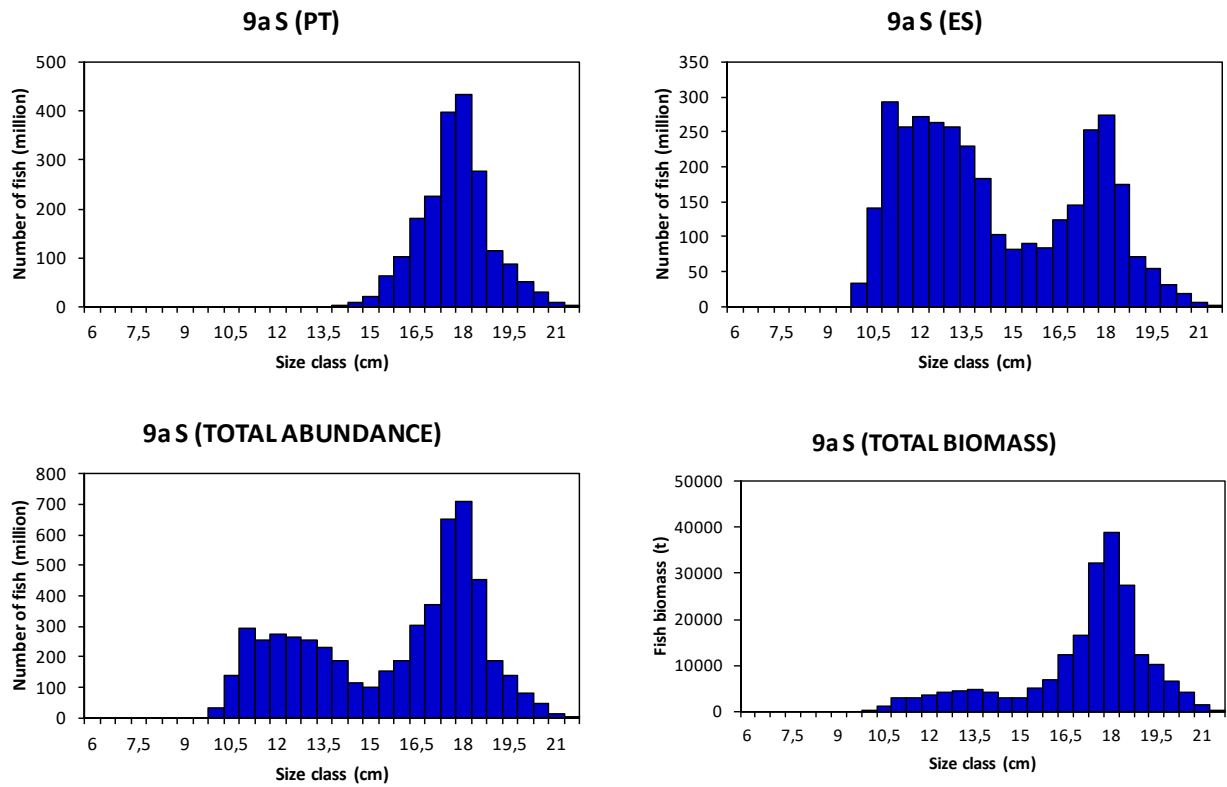 9a S (PT)
Number of fish (million)
500
400
300
200
100
0
6 7,5 9 10,5 12 13,5 15 16,5 18 19,5 21
Size class (cm)
9a S (ES)
Number of fish (million)
350
300
250
200
150
100
50
0
6 7,5 9 10,5 12 13,5 15 16,5 18 19,5 21
Size class (cm)
9a S (TOTAL ABUNDANCE)
Number of fish (million)
800
700
600
500
400
300
200
100
0
6 7,5 9 10,5 12 13,5 15 16,5 18 19,5 21
Size class (cm)
9a S (TOTAL BIOMASS)
Fish biomass (t)
50000
40000
30000
20000
10000
0
6 7,5 9 10,5 12 13,5 15 16,5 18 19,5 21
Size class (cm)